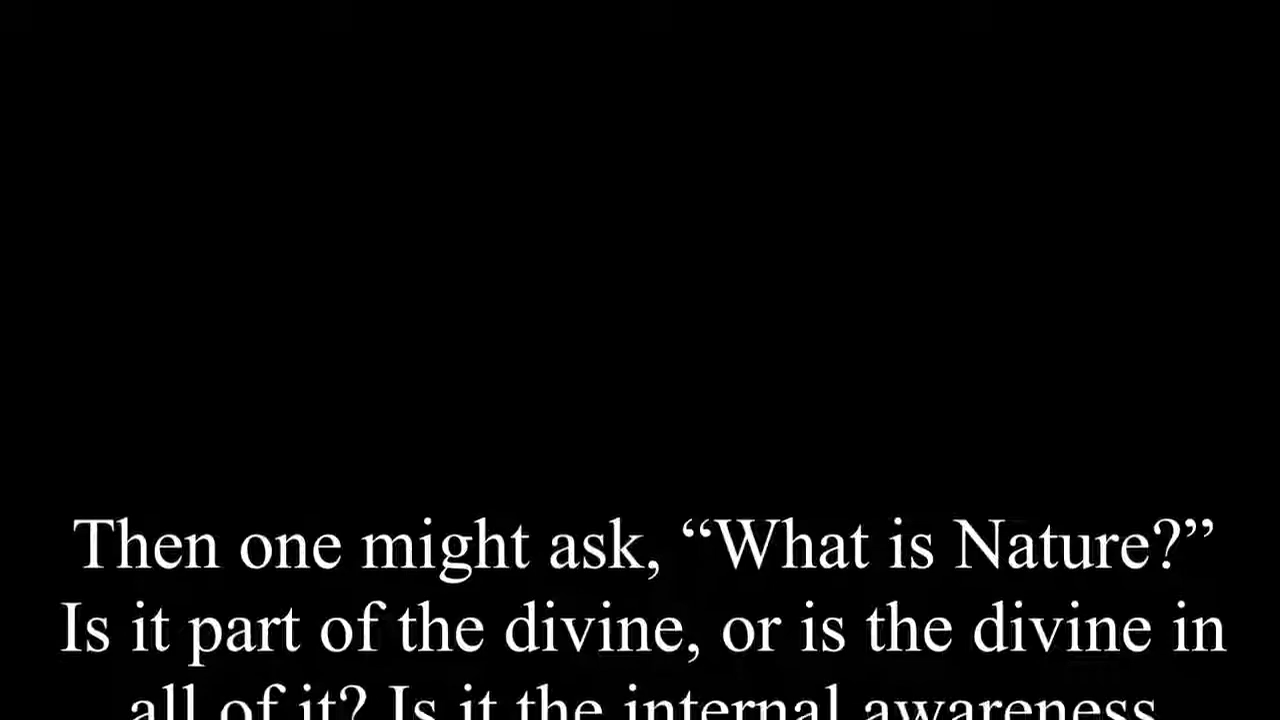 Then one might ask, “What is Nature?”
Is it part of the divine, or is the divine in
all of it? Is it the internal awareness